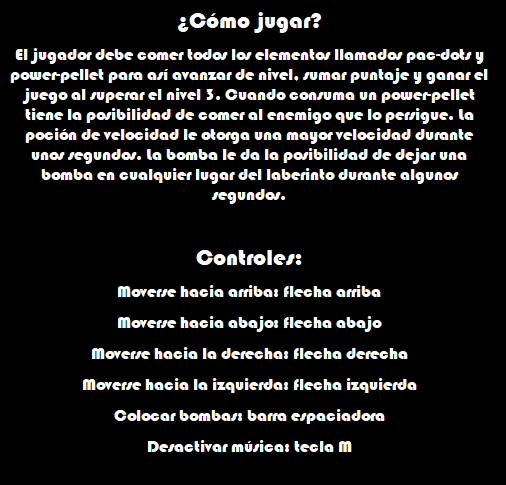 ¿Cómo jugar?
El jugador debe comer todos los elementos llamados pac-dots y
power-pellet para así avanzar de nivel, sumar puntaje y ganar el
juego al superar el nivel 3. Cuando consuma un power-pellet
tiene la posibilidad de comer al enemigo que lo persigue. La
poción de velocidad le otorga una mayor velocidad durante
unos segundos. La bomba le da la posibilidad de dejar una
bomba en cualquier lugar del laberinto durante algunos
segundos.
Controles:
Moverse hacia arriba: flecha arriba
Moverse hacia abajo: flecha abajo
Moverse hacia la derecha: flecha derecha
Moverse hacia la izquierda: flecha izquierda
Colocar bombas: barra espaciadora
Desactivar música: tecla M